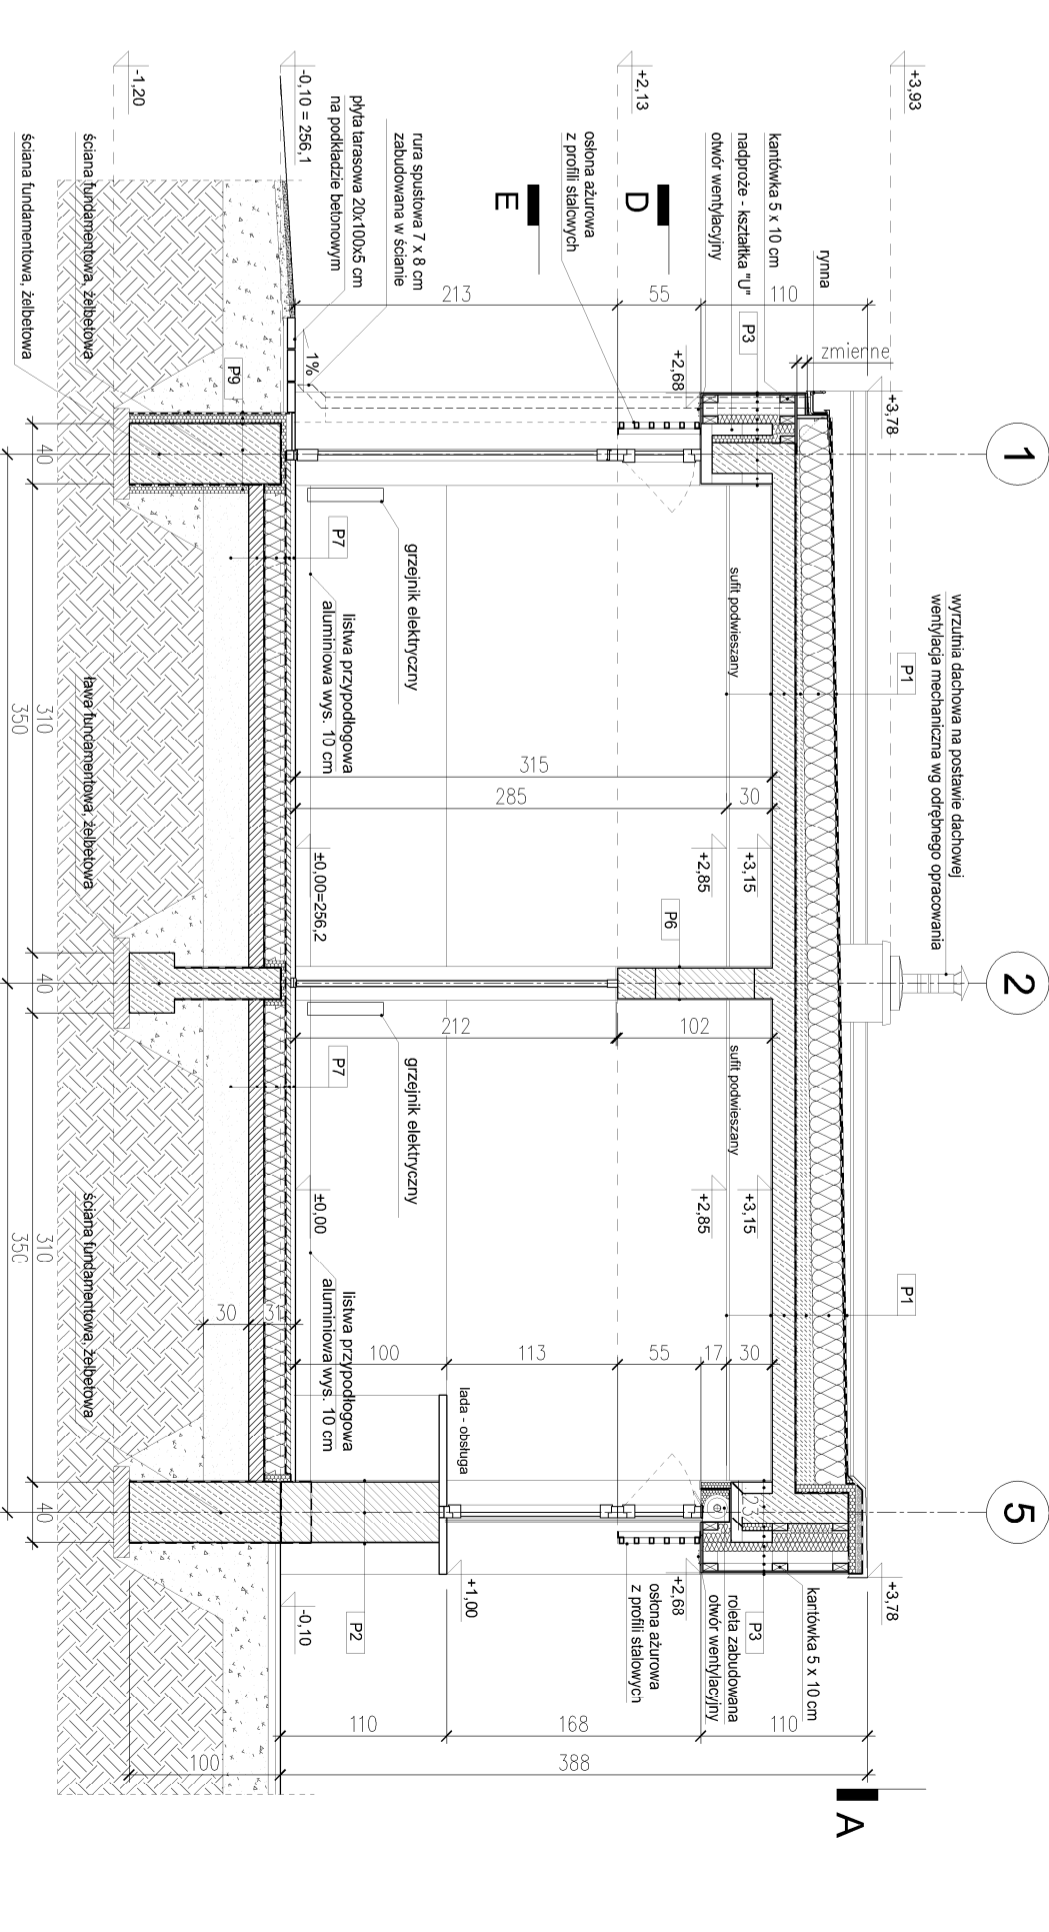 1
2
5
+3,93
+2,13
-0,10 = 256,1
-1,20
wyrzutnia dachowa na postawie dachowej
wentylacja mechaniczna wg odrębnego opracowania
rynna
kantówka 5 x 10 cm
nadproże - kształtka "U"
otwór wentylacyjny
osłona ażurowa
z profili stalowych
D
E
rura spustowa 7 x 8 cm
zabudowana w ścianie
płyta tarasowa 20x100x5 cm
na podkładzie betonowym
ściana fundamentowa, żelbetowa
ściana fundamentowa, żelbetowa
110
55
213
zmienne
P3
+3,78
+2,68
1%
P9
P1
sufit podwieszany
grzejnik elektryczny
listwa przypodłogowa
aluminiowa wys. 10 cm
P7
315
285
30
+3,15
+2,85
±0,00=256,2
P6
ława fundamentowa, żelbetowa
102
212
sufit podwieszany
grzejnik elektryczny
P7
+3,15
+2,85
±0,00
P1
listwa przypodłogowa
aluminiowa wys. 10 cm
30
17
55
113
100
31
30
lada - obsługa
23
ściana fundamentowa, żelbetowa
+3,78
kantówka 5 x 10 cm
P3
roleta zabudowana
otwór wentylacyjny
+2,68
osłona ażurowa
z profili stalowych
+1,00
P2
-0,10
110
168
110
388
100
A
40
310
40
310
40
350
350